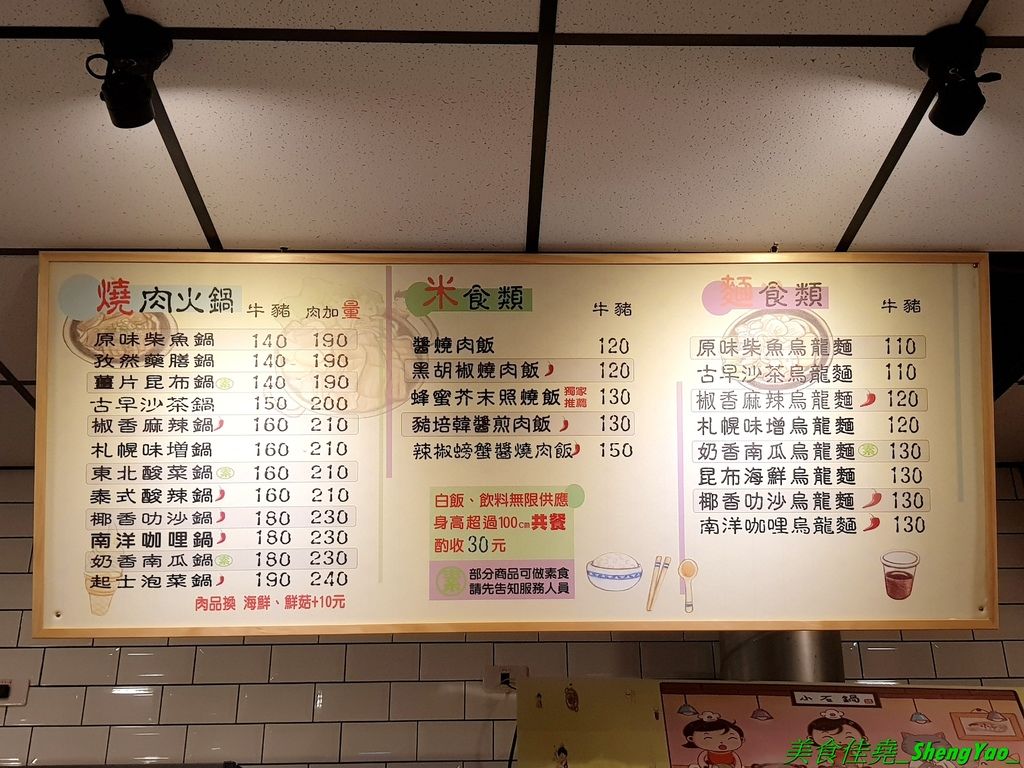 燒肉火鍋 牛豬 肉加量
原味柴魚鍋 140 190
孜然藥膳鍋 140 190
薑片昆布鍋 素 140 190
古早沙茶鍋 150 200
椒香麻辣鍋 160 210
札幌味增鍋 160 210
東北酸菜鍋 素 160 210
泰式酸辣鍋 160 210
椰香叻沙鍋 180 230
南洋咖哩鍋 180 230
奶香南瓜鍋 素 180 230
起士泡菜鍋 190 240
肉品換 海鮮、鮮菇+10元
米食類 牛豬
醬燒肉飯 120
黑胡椒燒肉飯 120
蜂蜜芥末照燒飯 獨家推薦 130
豬培韓醬煎肉飯 130
辣椒螃蟹醬燒肉飯 150
白飯、飲料無限供應
身高超過100cm共餐
酌收30元
素 部分商品可做素食
請先告知服務人員
麵食類 牛豬
原味柴魚烏龍麵 110
古早沙茶烏龍麵 110
椒香麻辣烏龍麵 120
札幌味增烏龍麵 120
奶香南瓜烏龍麵 素 130
昆布海鮮烏龍麵 130
椰香叻沙烏龍麵 130
南洋咖哩烏龍麵 130
小石鍋
美食佳堯_ShengYao_